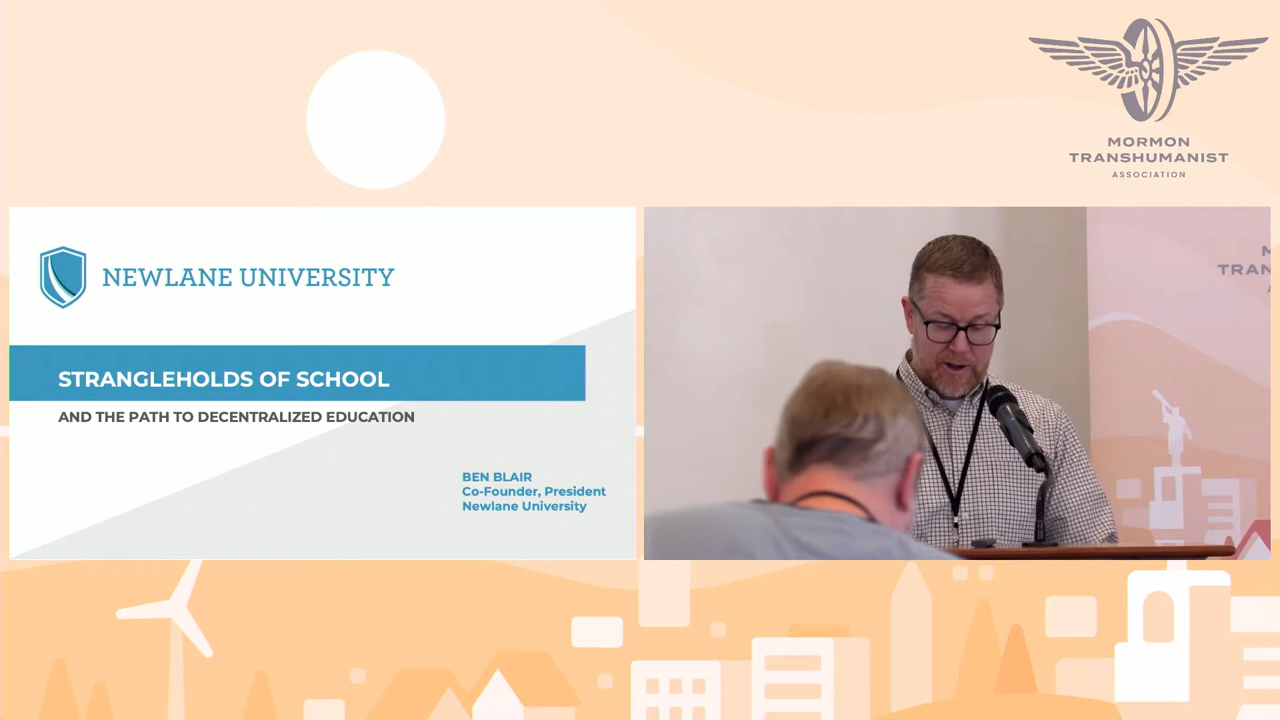 MORMON
TRANSHUMANIST
ASSOCIATION
NEWLANE UNIVERSITY
STRANGLEHOLDS OF SCHOOL
AND THE PATH TO DECENTRALIZED EDUCATION
BEN BLAIR
Co-Founder, President
Newlane University